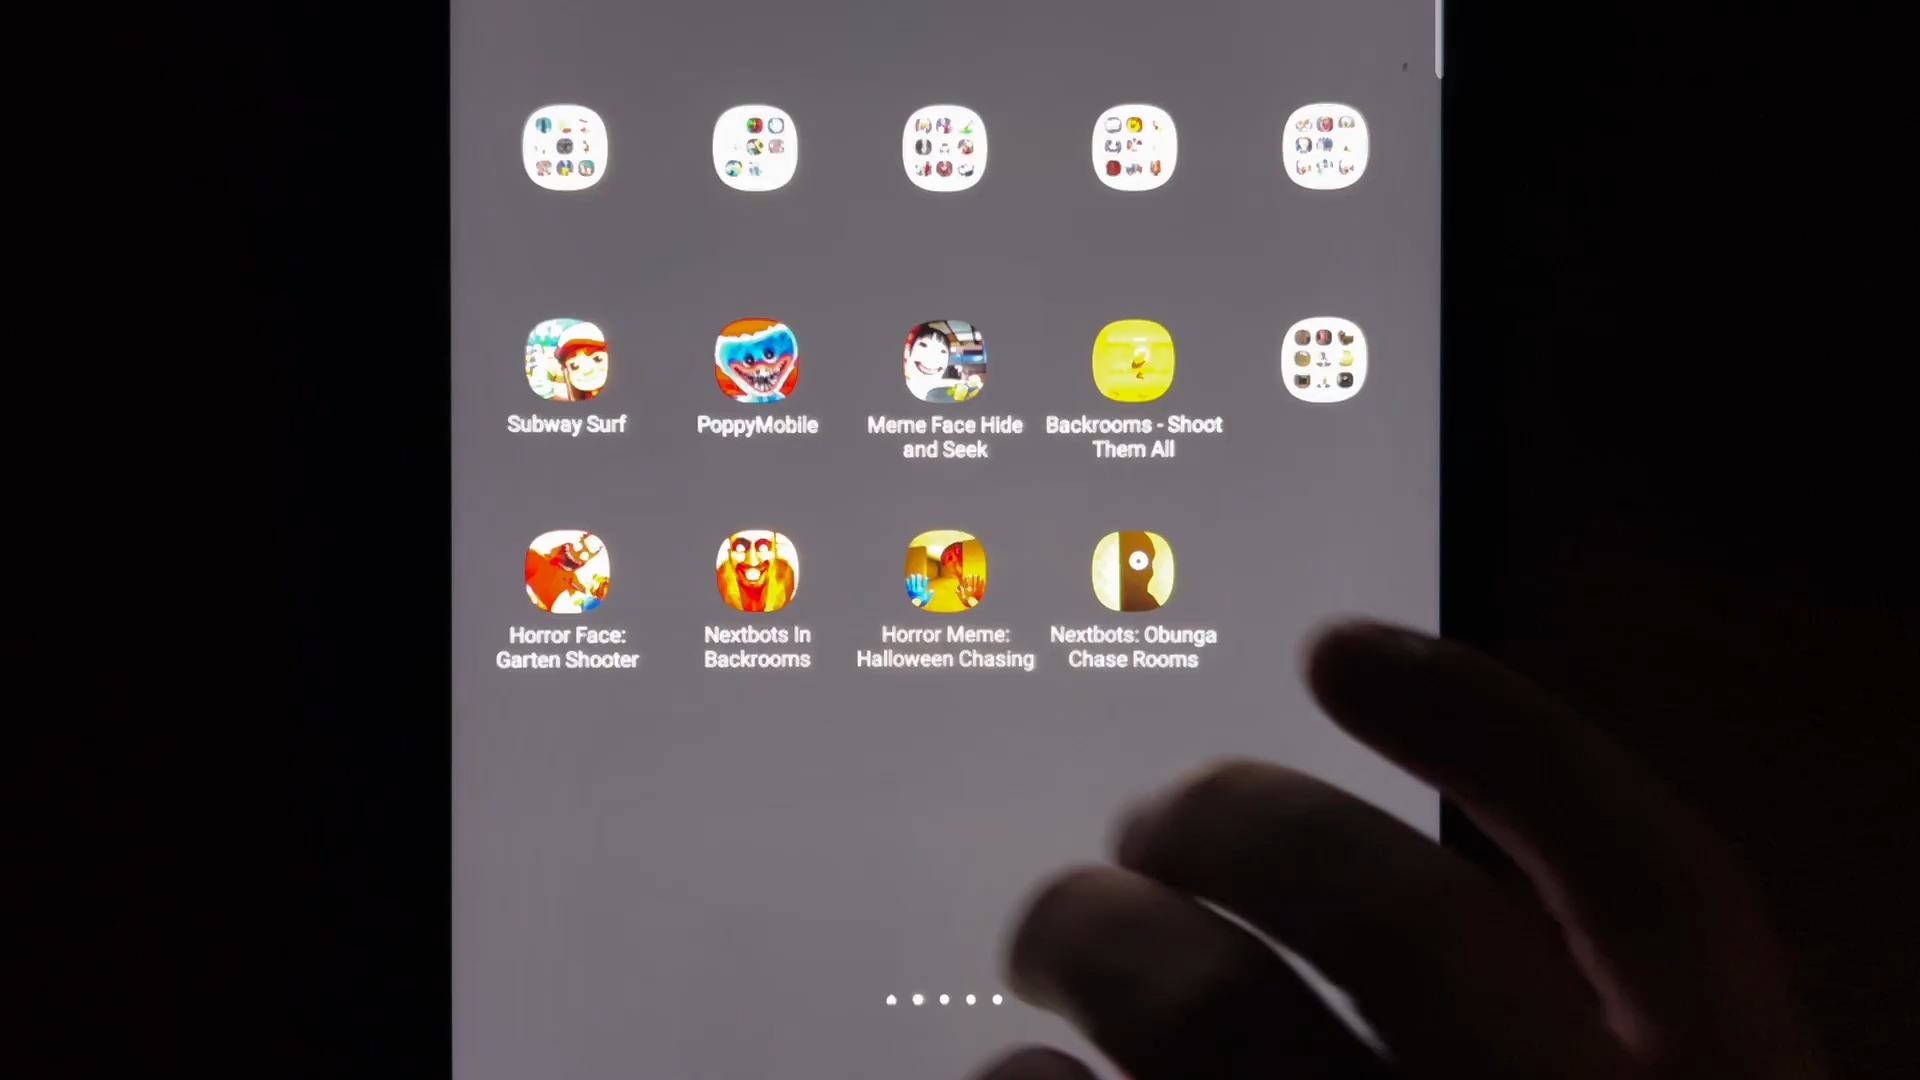 Subway Surf
PoppyMobile
Meme Face Hide
and Seek
Backrooms - Shoot
Them All
Horror Face:
Garten Shooter
Nextbots In
Backrooms
Horror Meme:
Halloween Chasing
Nextbots: Obunga
Chase Rooms